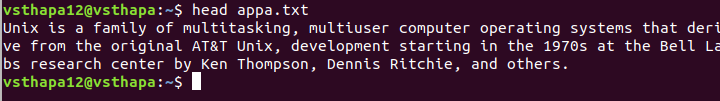 vsthapa12@vsthapa:~$ head appa.txt
Unix is a family of multitasking, multiuser computer operating systems that deri
ve from the original AT&T Unix, development starting in the 1970s at the Bell La
bs research center by Ken Thompson, Dennis Ritchie, and others.
vsthapa12@vsthapa:~$